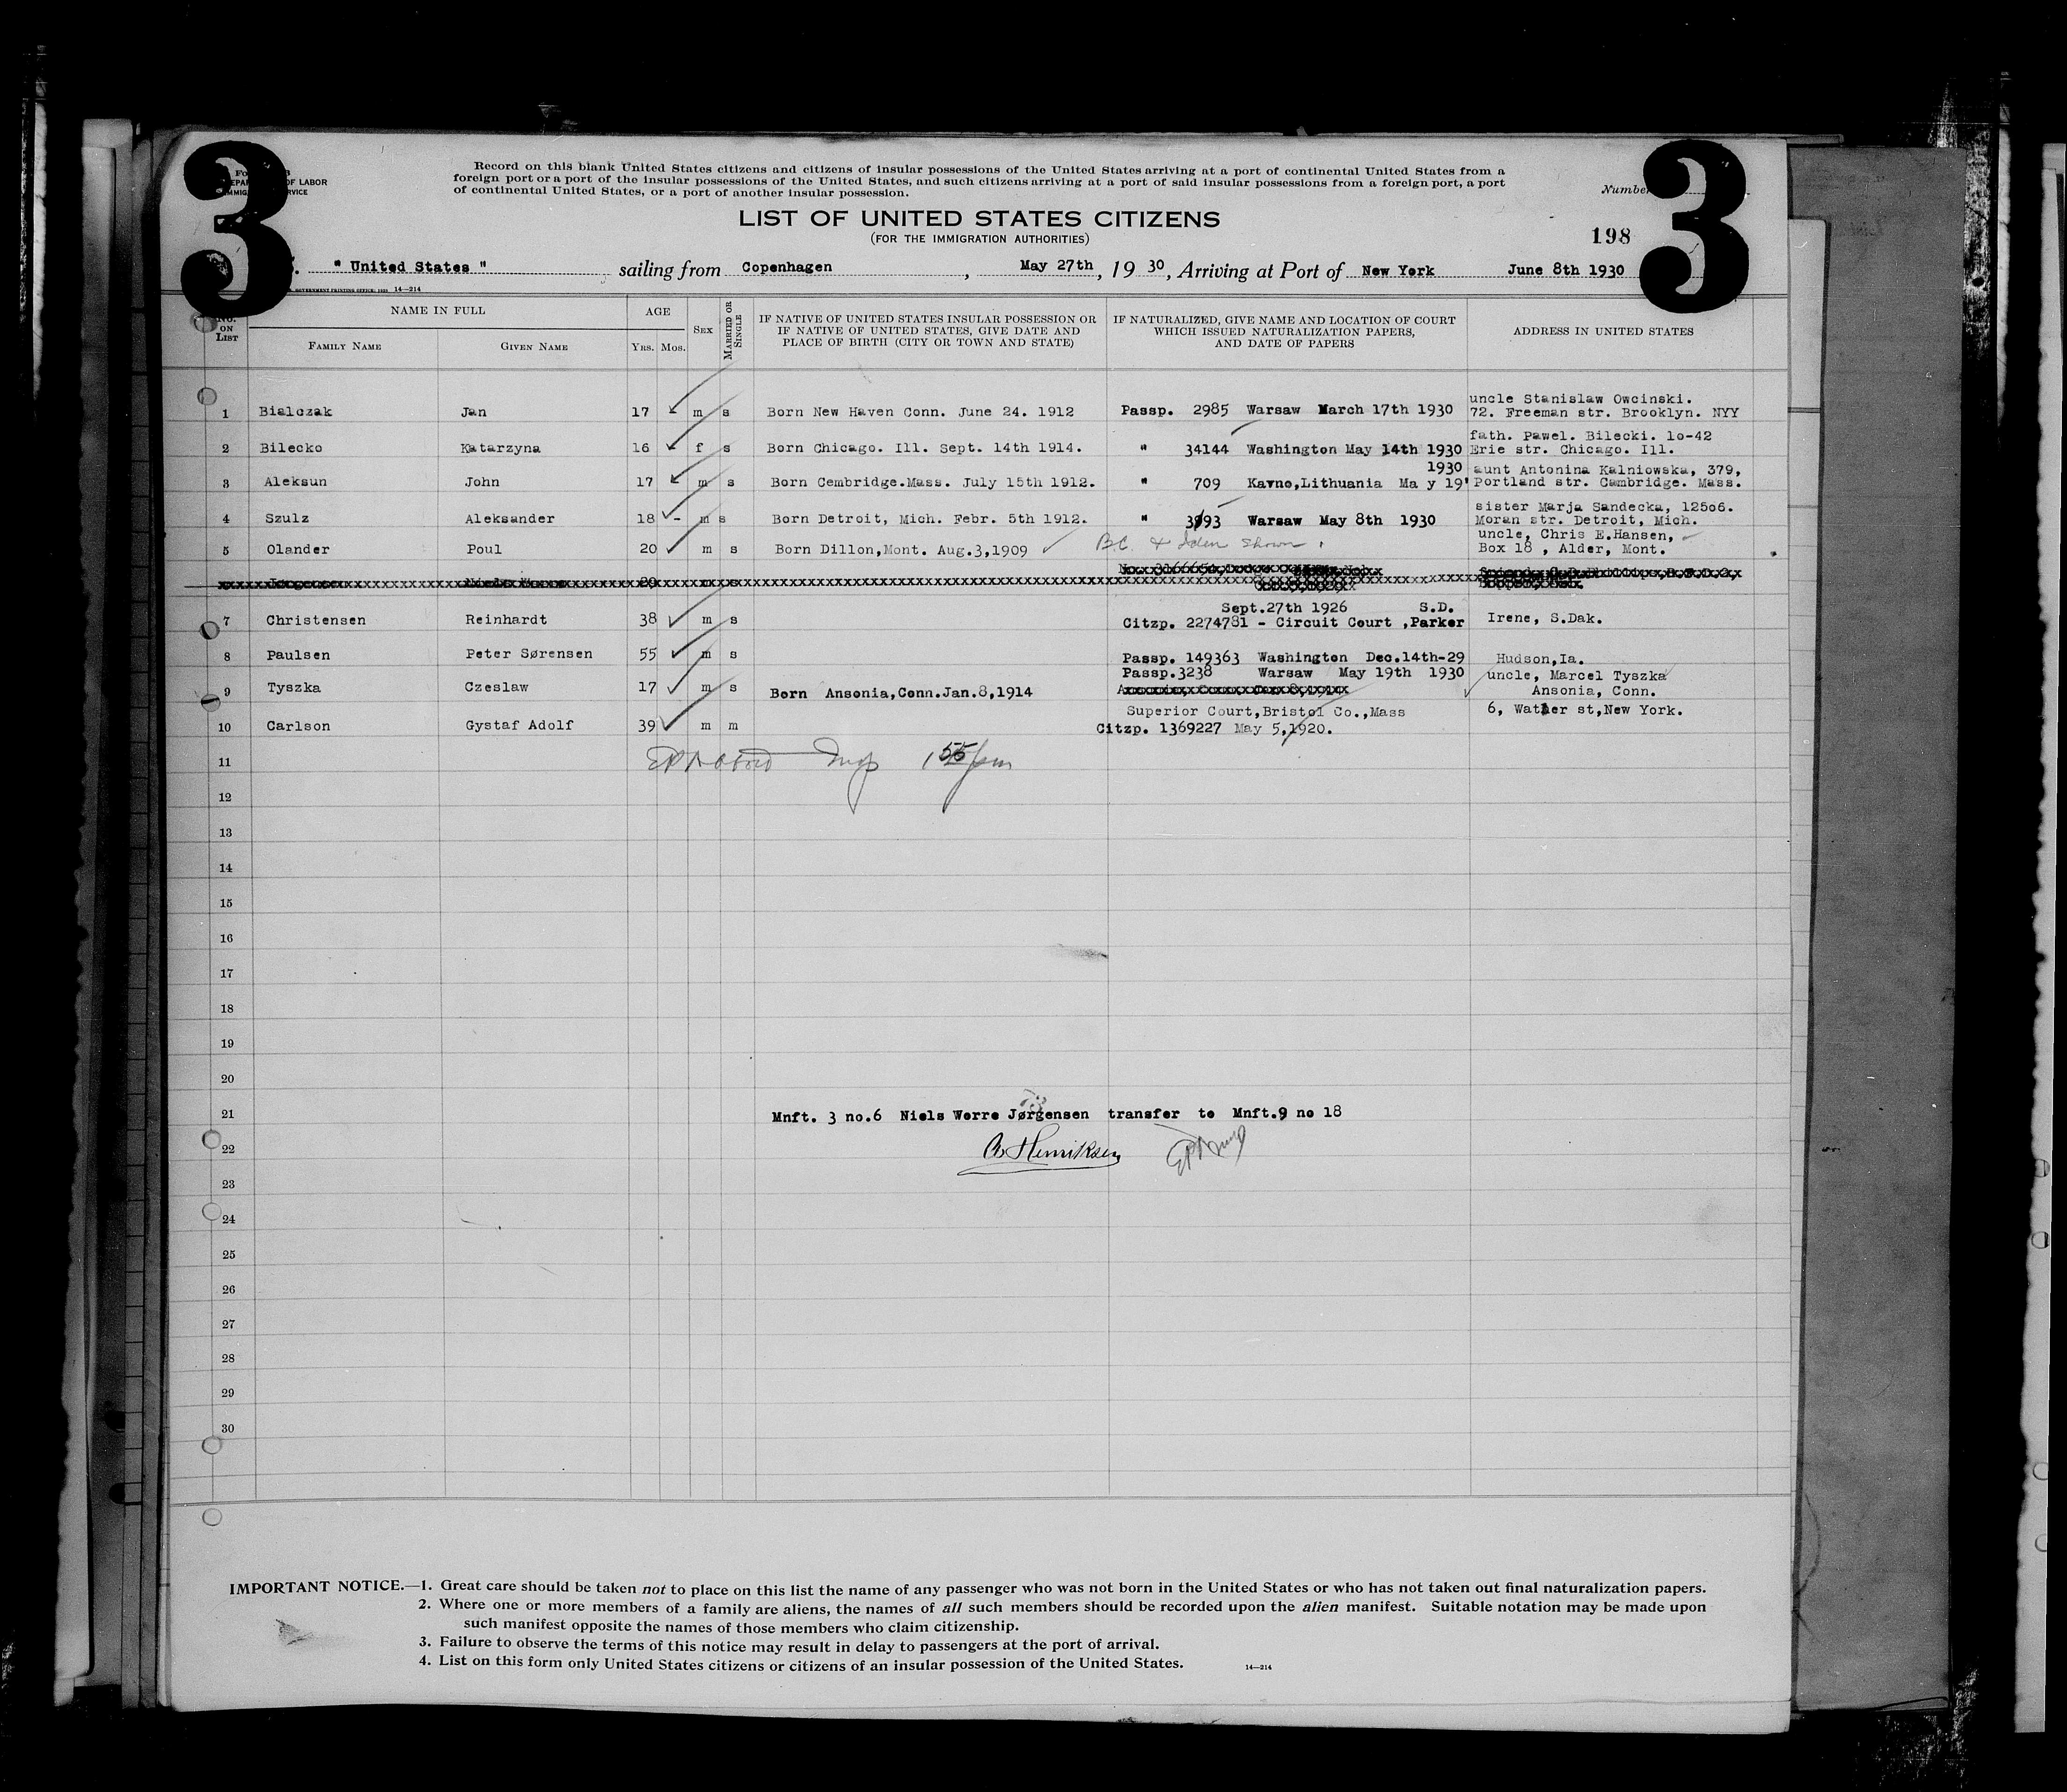 3
3
Record on this blank United States citizens and citizens of insular possessions of the United States arriving at a port of continental United States from a
foreign port or a port of the insular possessions of the United States, and such citizens arriving at a port of said insular possessions from a foreign port, a port
of continental United States, or a port of another insular possession.
OF LABOR
Number
LIST OF UNITED STATES CITIZENS
(FOR THE IMMIGRATION AUTHORITIES)
198
" United States " sailing from Copenhagen , May 27th , 19 30, Arriving at Port of New York June 8th 1930
GOVERNMENT PRINTING OFFICE 14—214
NO. ON LIST
NAME IN FULL
FAMILY NAME
GIVEN NAME
AGE
YRS. MOS.
SEX
MARRIED OR SINGLE
IF NATIVE OF UNITED STATES INSULAR POSSESSION OR
IF NATIVE OF UNITED STATES, GIVE DATE AND
PLACE OF BIRTH (CITY OR TOWN AND STATE)
IF NATURALIZED, GIVE NAME AND LOCATION OF COURT
WHICH ISSUED NATURALIZATION PAPERS,
AND DATE OF PAPERS
ADDRESS IN UNITED STATES
uncle Stanislaw Owcinski.
1 Bialczak Jan 17 m s Born New Haven Conn. June 24. 1912 Passp. 2985 Warsaw March 17th 1930 72. Freeman str. Brooklyn. NYY
fath. Pawel. Bilecki. 1o-42
2 Bilecko Katarzyna 16 f s Born Chicago. Ill. Sept. 14th 1914. " 34144 Washington May 14th 1930 Erie str. Chicago. Ill.
1930 aunt Antonina Kalniowska, 379,
3 Aleksun John 17 m s Born Cembridge.Mass. July 15th 1912. " 709 Kavno,Lithuania Ma y 19' Portland str. Cambridge. Mass.
sister Marja Sandecka, 125o6.
4 Szulz Aleksander 18 - m s Born Detroit, Mich. Febr. 5th 1912. " 3993 Warsaw May 8th 1930 Moran str. Detroit, Mich.
uncle, Chris E.Hansen,
5 Olander Poul 20 m s Born Dillon,Mont. Aug.3,1909 B.C. & Iden shown . Box 18 , Alder, Mont.
Sept.27th 1926 S.D.
7 Christensen Reinhardt 38 m s Citzp. 2274781 - Circuit Court ,Parker Irene, S.Dak.
8 Paulsen Peter Sørensen 55 m s Passp. 149363 Washington Dec.14th-29 Hudson,Ia.
Passp.3238 Warsaw May 19th 1930 uncle, Marcel Tyszka
9 Tyszka Czeslaw 17 m s Born Ansonia,Conn.Jan.8,1914 Ansonia, Conn.
Superior Court,Bristol Co.,Mass 6, Water st,New York.
10 Carlson Gystaf Adolf 39 m m Citzp. 1369227 May 5,1920.
11 Insp 1 55 pm
12
13
14
15
16
17
18
19
20
21 Mnft. 3 no.6 Niels Worre Jørgensen transfer to Mnft.9 no 18
22 Henriksen
23
24
25
26
27
28
29
30
IMPORTANT NOTICE.—1. Great care should be taken not to place on this list the name of any passenger who was not born in the United States or who has not taken out final naturalization papers.
2. Where one or more members of a family are aliens, the names of all such members should be recorded upon the alien manifest. Suitable notation may be made upon
such manifest opposite the names of those members who claim citizenship.
3. Failure to observe the terms of this notice may result in delay to passengers at the port of arrival.
4. List on this form only United States citizens or citizens of an insular possession of the United States. 14—214